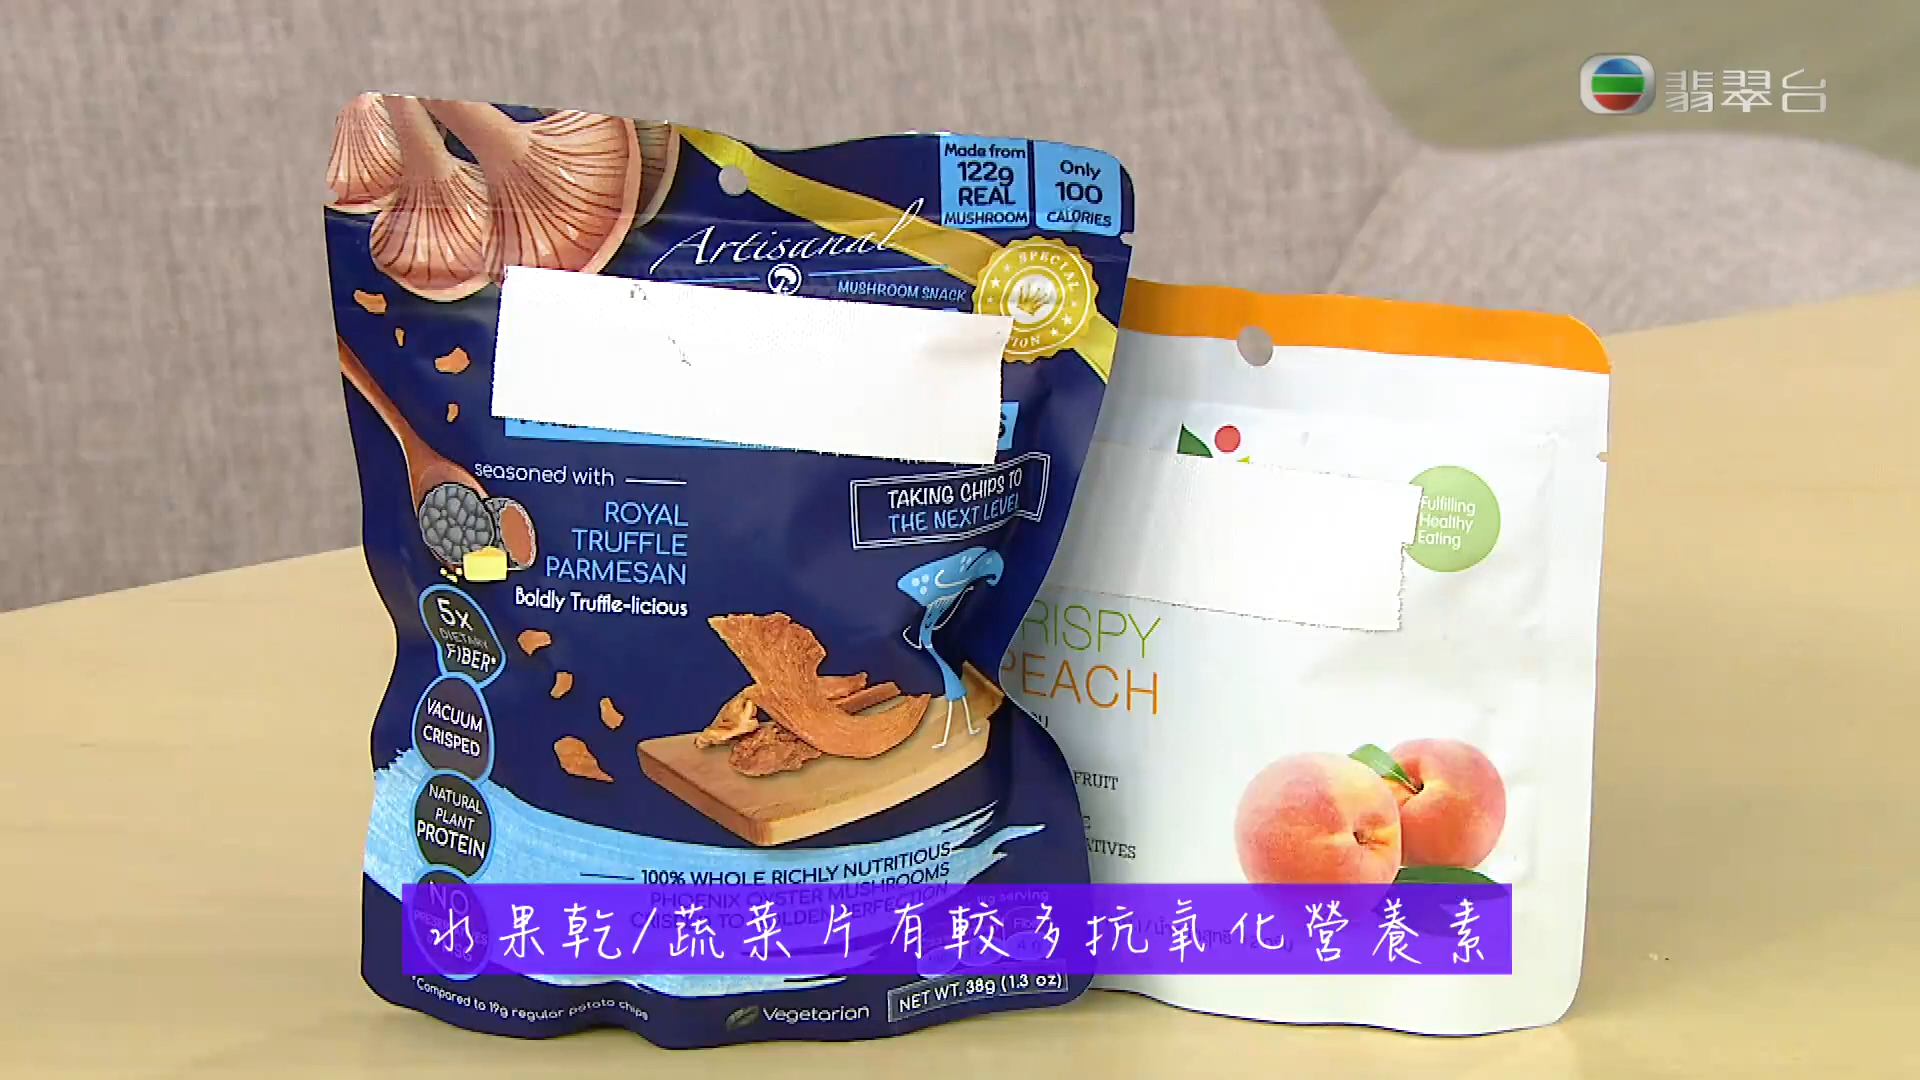 翡翠台
Made from
122g
REAL
MUSHROOM
Only
100
CALORIES
Artisanal
MUSHROOM SNACK
SPECIAL
seasoned with
ROYAL
TRUFFLE
PARMESAN
Boldly Truffle-licious
TAKING CHIPS TO
THE NEXT LEVEL
Fulfilling
Healthy
Eating
RISPY
PEACH
5x
DIETARY
FIBER*
VACUUM
CRISPED
NATURAL
PLANT
PROTEIN
NO
FRUIT
100% WHOLE RICHLY NUTRITIOUS
PHOENIX OYSTER MUSHROOMS
水果乾/蔬菜片有較多抗氧化營養素
*Compared to 19g regular potato chips
Vegetarian
NET WT. 38g (1.3 oz)